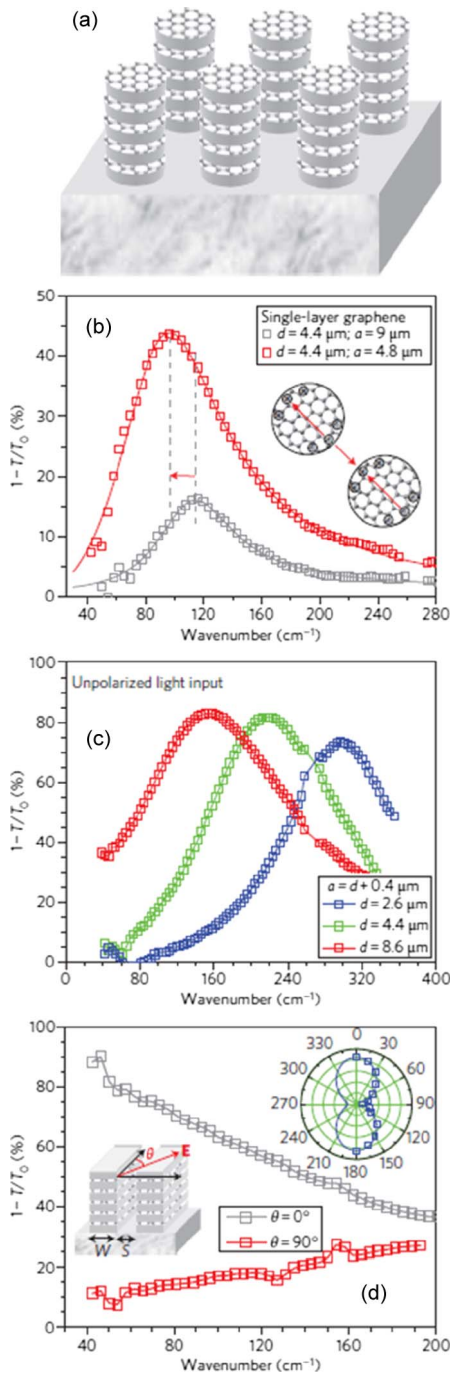 (a)
50
40
30
20
10
0
1 – T/T₀ (%)
(b)
Single-layer graphene
d = 4.4 μm; a = 9 μm
d = 4.4 μm; a = 4.8 μm
40 80 120 160 200 240 280
Wavenumber (cm⁻¹)
100
80
60
40
20
0
1 – T/T₀ (%)
Unpolarized light input
(c)
a = d + 0.4 μm
d = 2.6 μm
d = 4.4 μm
d = 8.6 μm
0 80 160 240 320 400
Wavenumber (cm⁻¹)
100
80
60
40
20
0
1 – T/T₀ (%)
0
330 30
300 60
270 90
240 120
210 150
180
θ
E
W S
θ = 0°
θ = 90°
(d)
40 80 120 160 200
Wavenumber (cm⁻¹)